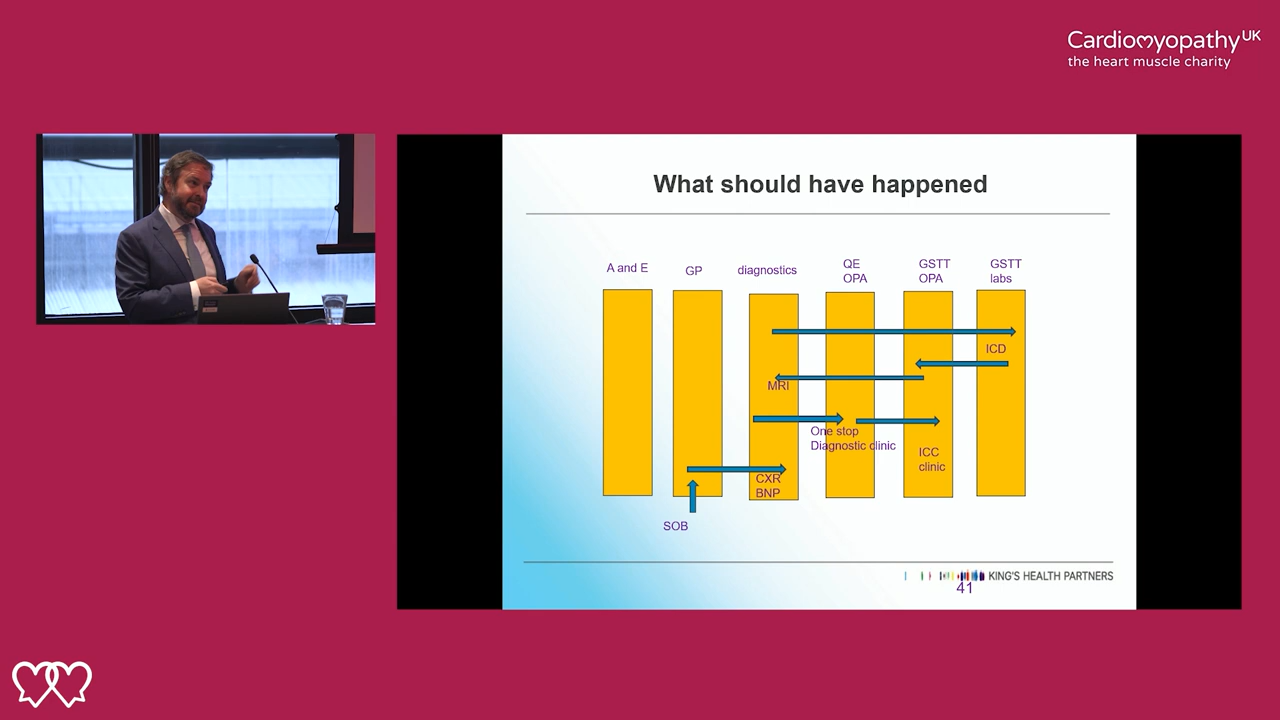 Cardiomyopathy UK
the heart muscle charity
What should have happened
A and E
GP
diagnostics
QE
OPA
GSTT
OPA
GSTT
labs
ICD
MRI
One stop
Diagnostic clinic
ICC
clinic
CXR
BNP
SOB
KING'S HEALTH PARTNERS
41